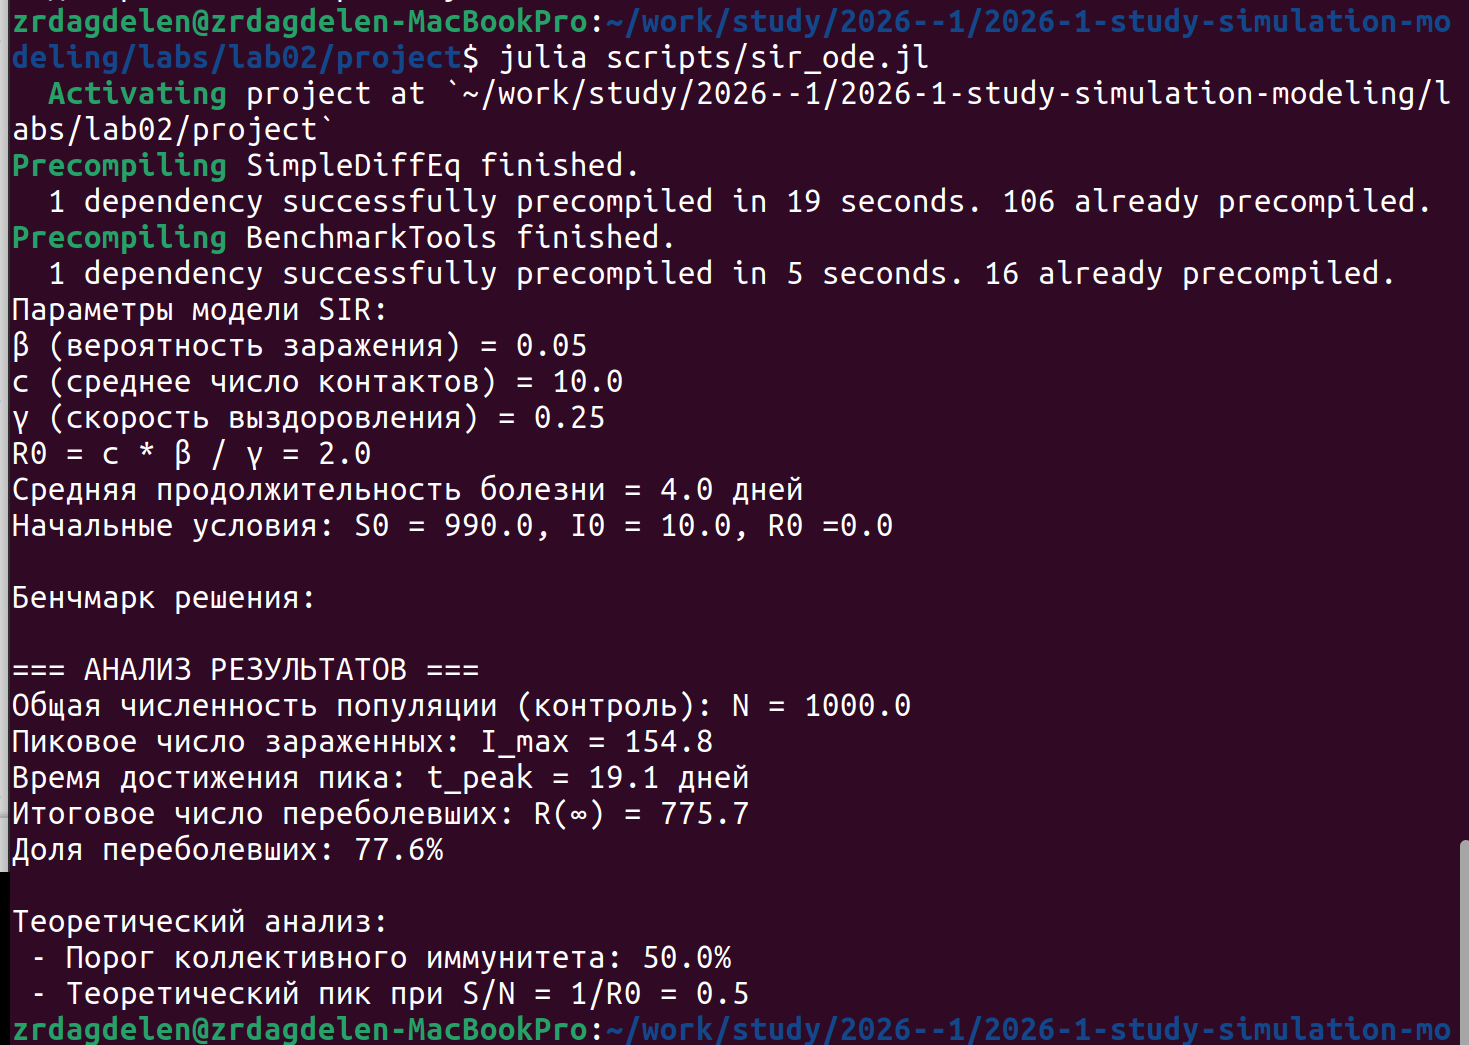 zrdagdelen@zrdagdelen-MacBookPro:~/work/study/2026--1/2026-1-study-simulation-mo
deling/labs/lab02/project$ julia scripts/sir_ode.jl
  Activating project at `~/work/study/2026--1/2026-1-study-simulation-modeling/l
abs/lab02/project`
Precompiling SimpleDiffEq finished.
  1 dependency successfully precompiled in 19 seconds. 106 already precompiled.
Precompiling BenchmarkTools finished.
  1 dependency successfully precompiled in 5 seconds. 16 already precompiled.
Параметры модели SIR:
β (вероятность заражения) = 0.05
c (среднее число контактов) = 10.0
γ (скорость выздоровления) = 0.25
R0 = c * β / γ = 2.0
Средняя продолжительность болезни = 4.0 дней
Начальные условия: S0 = 990.0, I0 = 10.0, R0 =0.0

Бенчмарк решения:

=== АНАЛИЗ РЕЗУЛЬТАТОВ ===
Общая численность популяции (контроль): N = 1000.0
Пиковое число зараженных: I_max = 154.8
Время достижения пика: t_peak = 19.1 дней
Итоговое число переболевших: R(∞) = 775.7
Доля переболевших: 77.6%

Теоретический анализ:
 - Порог коллективного иммунитета: 50.0%
 - Теоретический пик при S/N = 1/R0 = 0.5
zrdagdelen@zrdagdelen-MacBookPro:~/work/study/2026--1/2026-1-study-simulation-mo